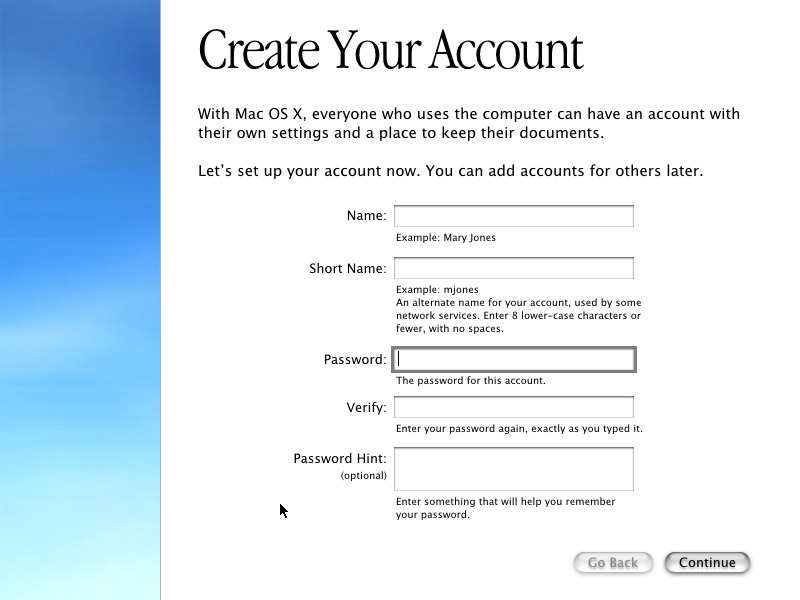 Create Your Account
With Mac OS X, everyone who uses the computer can have an account with
their own settings and a place to keep their documents.
Let’s set up your account now. You can add accounts for others later.
Name:
Example: Mary Jones
Short Name:
Example: mjones
An alternate name for your account, used by some
network services. Enter 8 lower-case characters or
fewer, with no spaces.
Password:
The password for this account.
Verify:
Enter your password again, exactly as you typed it.
Password Hint:
(optional)
Enter something that will help you remember
your password.
Go Back
Continue